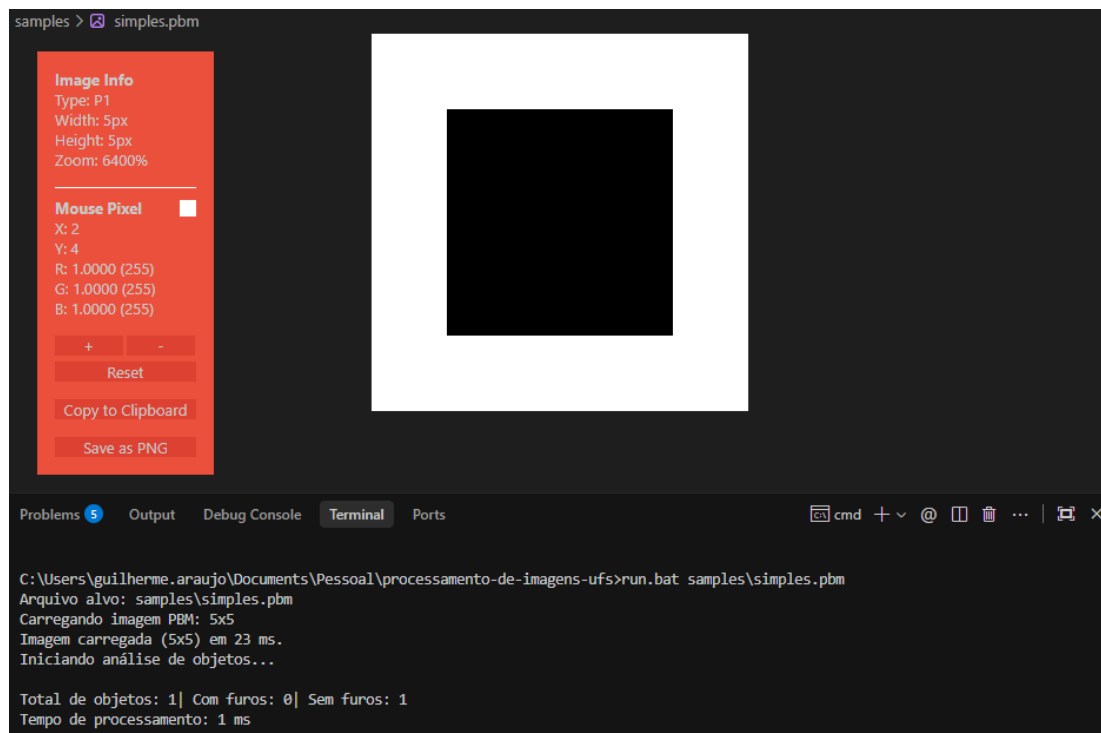 samples > simples.pbm
Image Info
Type: P1
Width: 5px
Height: 5px
Zoom: 6400%
Mouse Pixel
X: 2
Y: 4
R: 1.0000 (255)
G: 1.0000 (255)
B: 1.0000 (255)
+ -
Reset
Copy to Clipboard
Save as PNG
Problems 5 Output Debug Console Terminal Ports cmd
C:\Users\guilherme.araujo\Documents\Pessoal\processamento-de-imagens-ufs>run.bat samples\simples.pbm
Arquivo alvo: samples\simples.pbm
Carregando imagem PBM: 5x5
Imagem carregada (5x5) em 23 ms.
Iniciando análise de objetos...
Total de objetos: 1| Com furos: 0| Sem furos: 1
Tempo de processamento: 1 ms